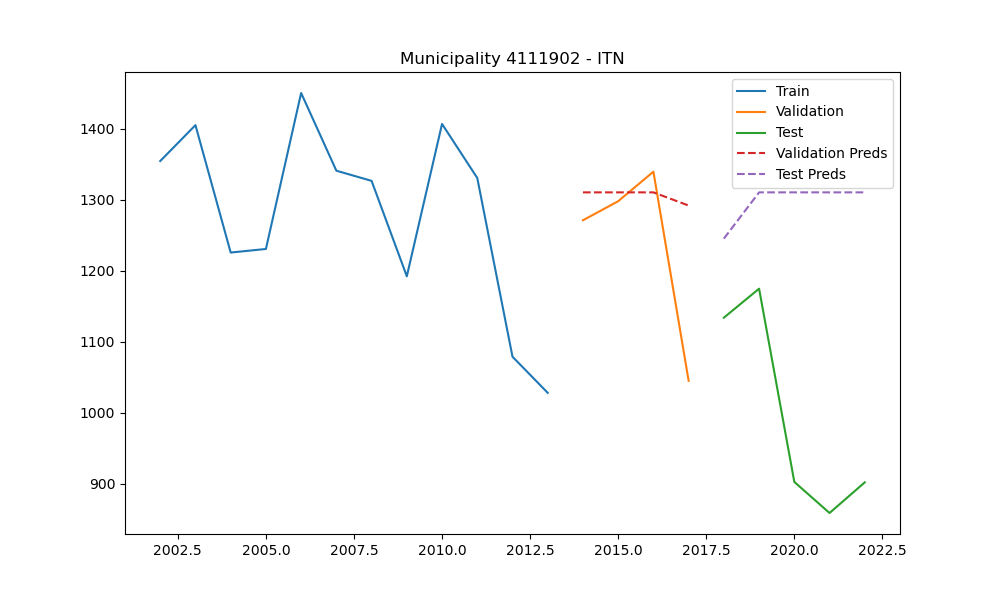 Municipality 4111902 - ITN
Train
Validation
Test
Validation Preds
Test Preds
1400
1300
1200
1100
1000
900
2002.5 2005.0 2007.5 2010.0 2012.5 2015.0 2017.5 2020.0 2022.5